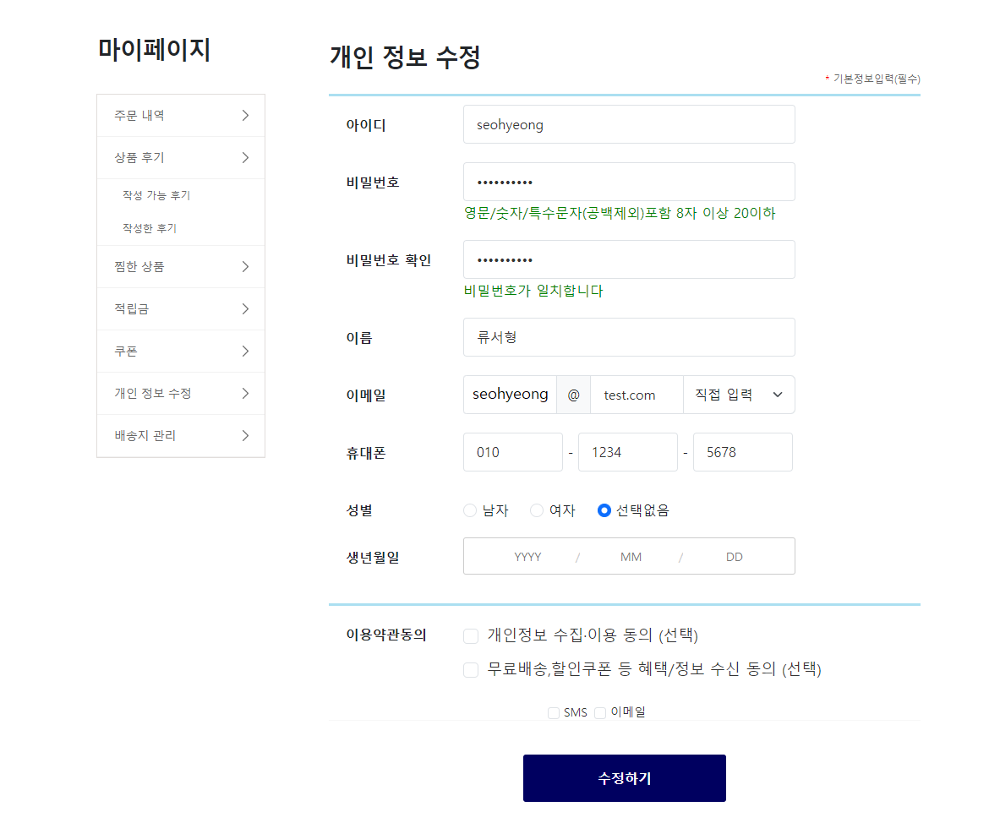 마이페이지
주문 내역
상품 후기
작성 가능 후기
작성한 후기
찜한 상품
적립금
쿠폰
개인 정보 수정
배송지 관리
개인 정보 수정
* 기본정보입력(필수)
아이디 seohyeong
비밀번호 ••••••••••
영문/숫자/특수문자(공백제외)포함 8자 이상 20이하
비밀번호 확인 ••••••••••
비밀번호가 일치합니다
이름 류서형
이메일 seohyeong @ test.com 직접 입력
휴대폰 010 - 1234 - 5678
성별 남자 여자 선택없음
생년월일 YYYY / MM / DD
이용약관동의 개인정보 수집·이용 동의 (선택)
무료배송,할인쿠폰 등 혜택/정보 수신 동의 (선택)
SMS 이메일
수정하기